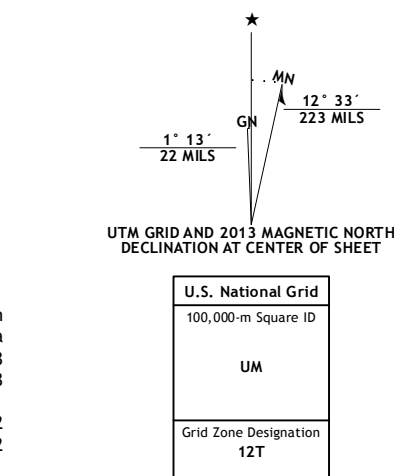 ★
MN
12° 33´
223 MILS
GN
1° 13´
22 MILS
UTM GRID AND 2013 MAGNETIC NORTH
DECLINATION AT CENTER OF SHEET
U.S. National Grid
100,000-m Square ID
UM
Grid Zone Designation
12T